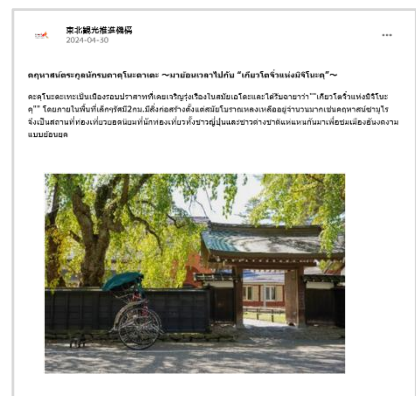 東北観光推進機構
2024-04-30
คฤหาสน์ตระกูลนักรบคาคุโนะดาเตะ ～มาย้อนเวลาไปกับ “เกียวโตจิ๋วแห่งมิจิโนะคุ”～
คะคุโนะดะเทะเป็นเมืองรอบปราสาทที่เคยเจริญรุ่งเรืองในสมัยเอโดะและได้รับฉายาว่า""เกียวโตจิ๋วแห่งมิจิโนะ
คุ"" โดยภายในพื้นที่เล็กๆรัศมี2กม.มีสิ่งก่อสร้างตั้งแต่สมัยโบราณหลงเหลืออยู่จำนวนมากเช่นคฤหาสน์ซามูไร
จึงเป็นสถานที่ท่องเที่ยวยอดนิยมที่นักท่องเที่ยวทั้งชาวญี่ปุ่นและชาวต่างชาติแห่แหนกันมาเพื่อชมเมืองอันงดงาม
แบบย้อนยุค